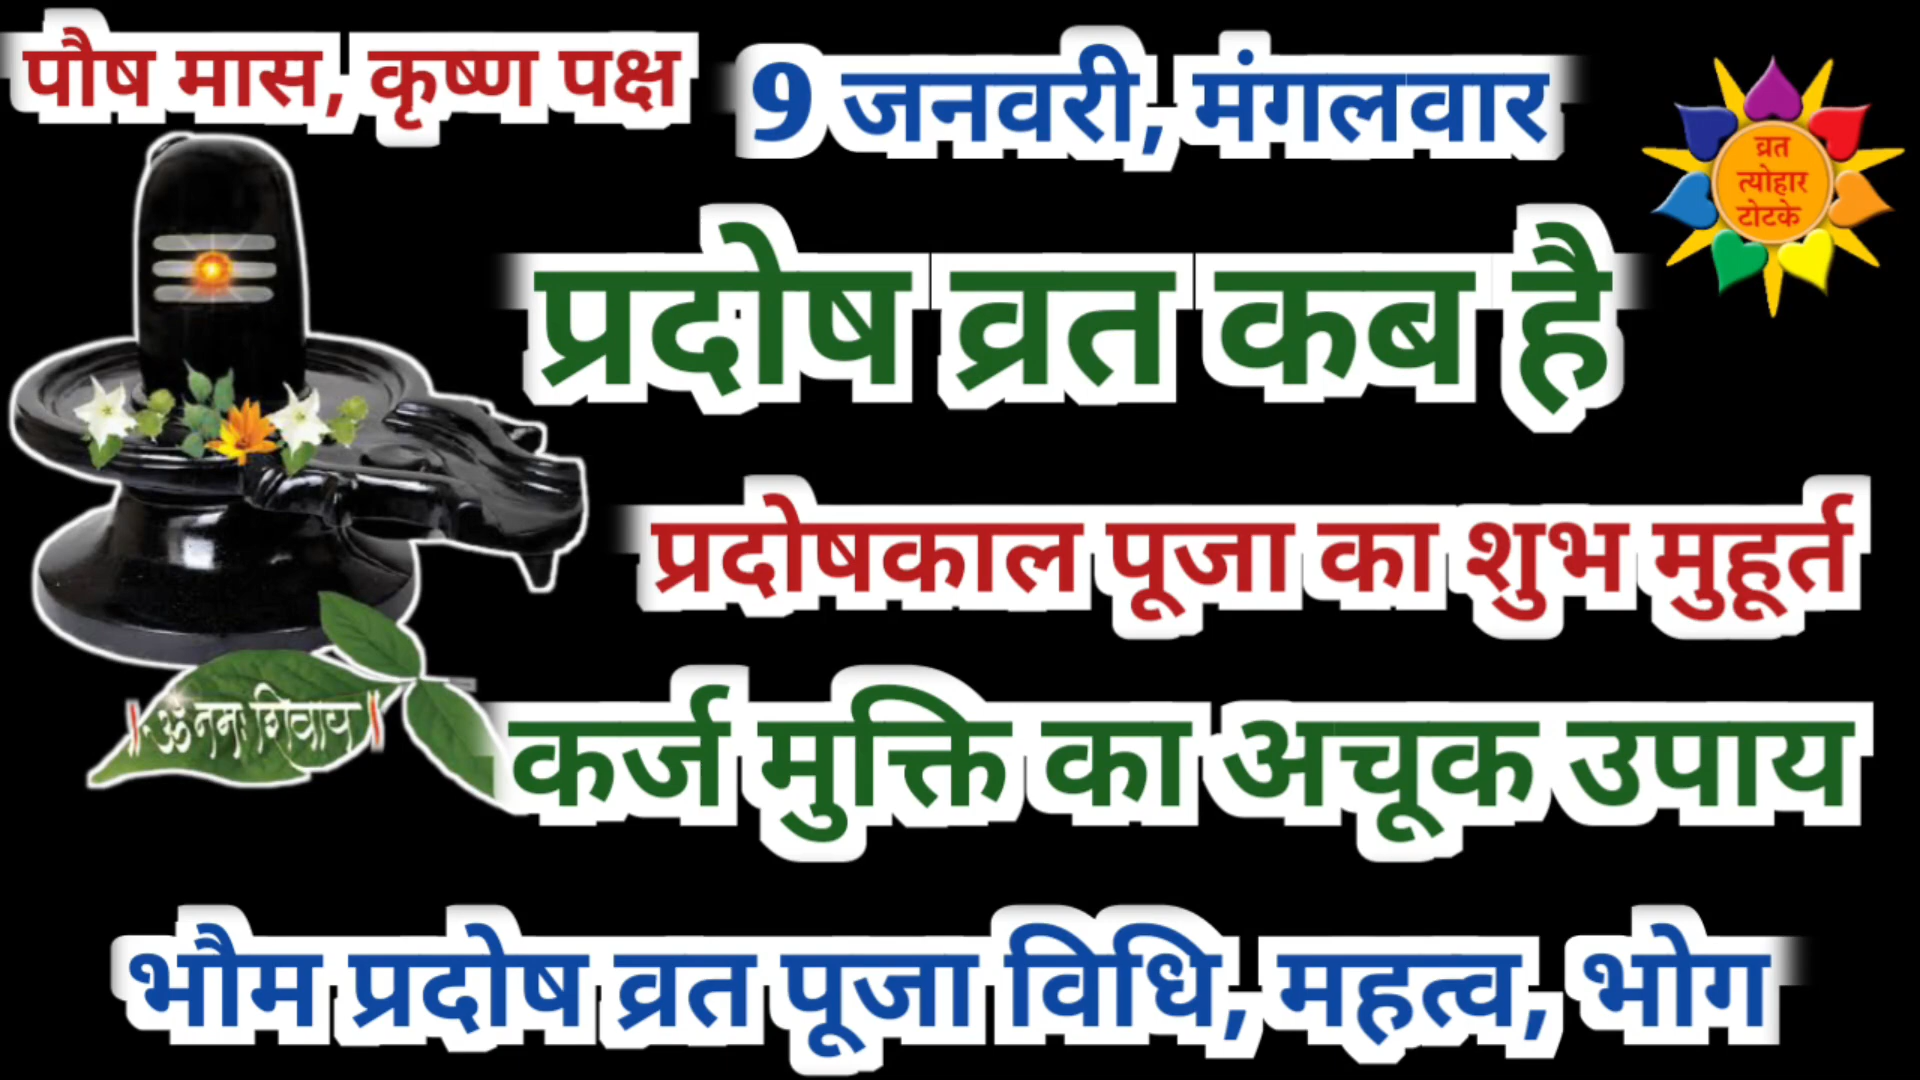 पौष मास, कृष्ण पक्ष
9 जनवरी, मंगलवार
व्रत
त्योहार
टोटके
प्रदोष व्रत कब है
प्रदोषकाल पूजा का शुभ मुहूर्त
कर्ज मुक्ति का अचूक उपाय
॥ॐ नमः शिवाय॥
भौम प्रदोष व्रत पूजा विधि, महत्व, भोग